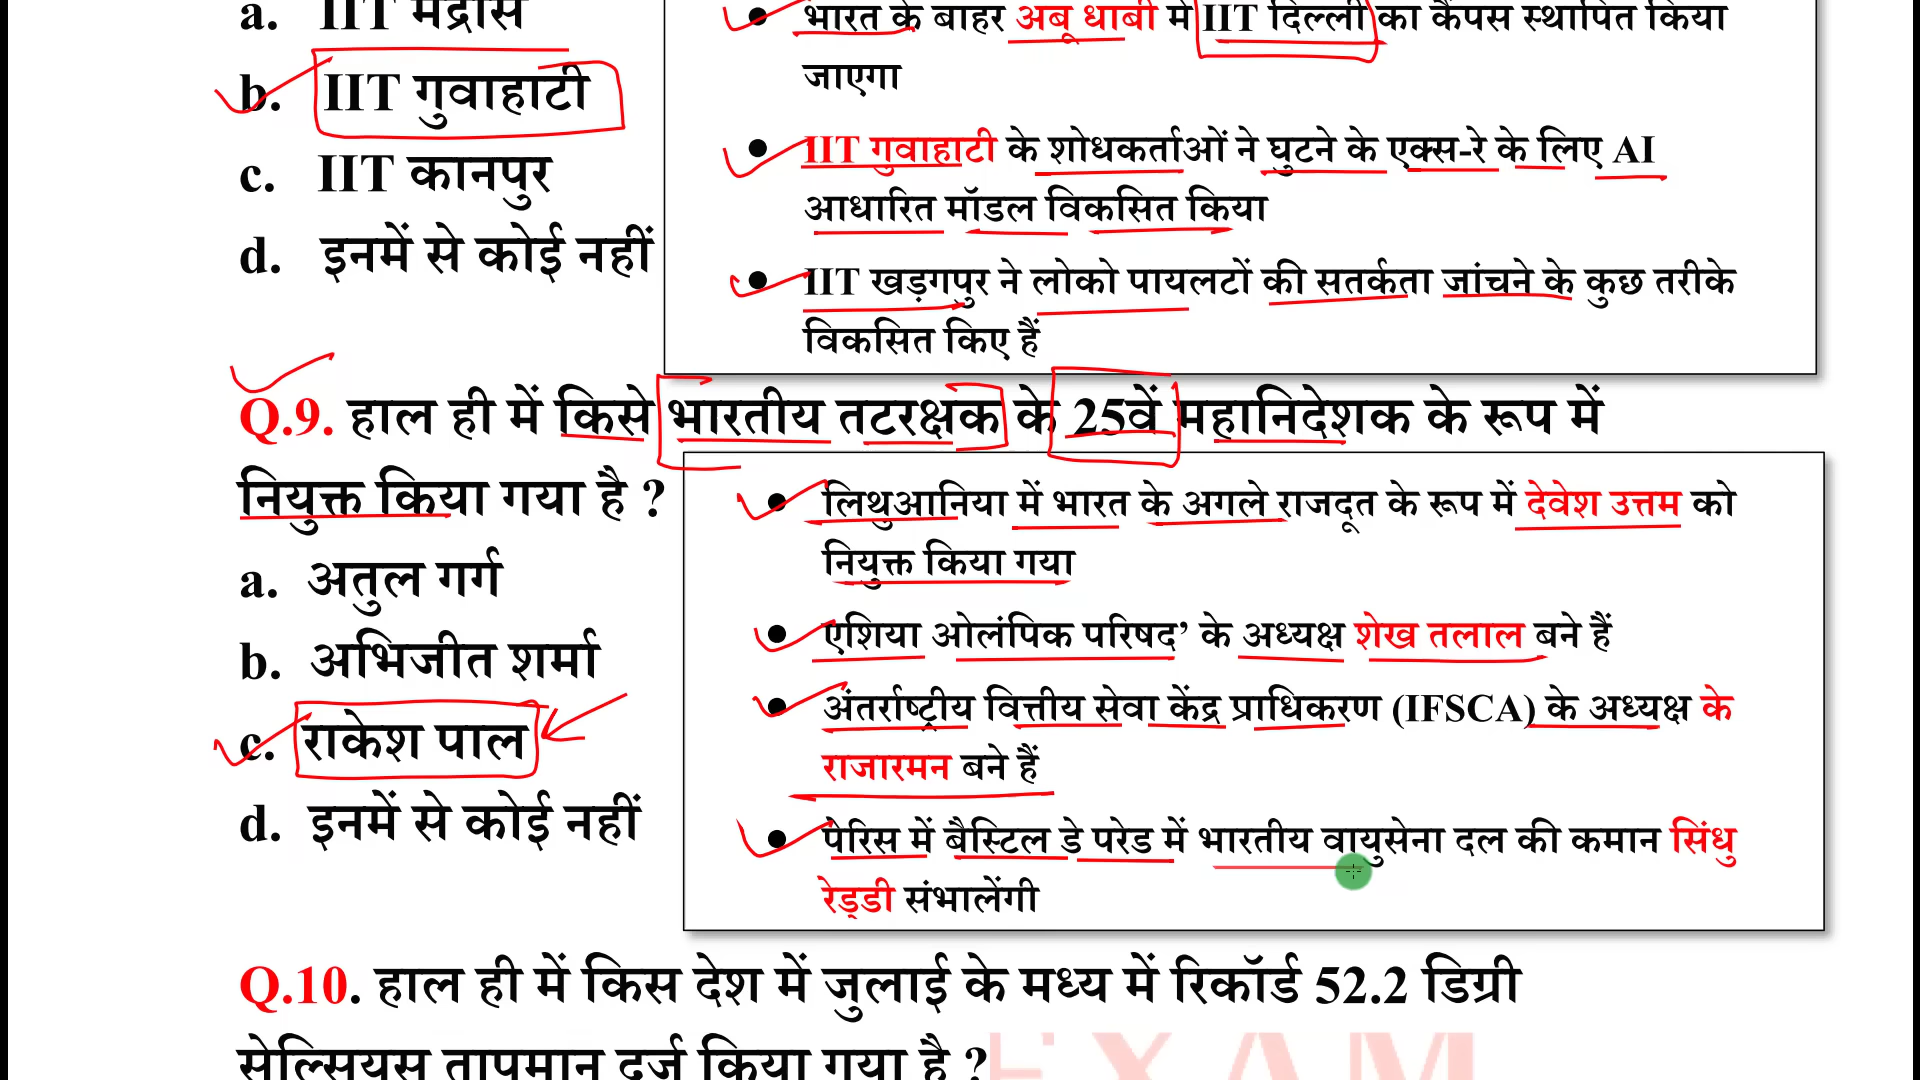 a. IIT मद्रास
b. IIT गुवाहाटी
c. IIT कानपुर
d. इनमें से कोई नहीं
● भारत के बाहर अबू धाबी में IIT दिल्ली का कैंपस स्थापित किया
जाएगा
● IIT गुवाहाटी के शोधकर्ताओं ने घुटने के एक्स-रे के लिए AI
आधारित मॉडल विकसित किया
● IIT खड़गपुर ने लोको पायलटों की सतर्कता जांचने के कुछ तरीके
विकसित किए हैं
Q.9. हाल ही में किसे भारतीय तटरक्षक के 25वें महानिदेशक के रूप में
नियुक्त किया गया है ?
a. अतुल गर्ग
b. अभिजीत शर्मा
c. राकेश पाल
d. इनमें से कोई नहीं
● लिथुआनिया में भारत के अगले राजदूत के रूप में देवेश उत्तम को
नियुक्त किया गया
● एशिया ओलंपिक परिषद’ के अध्यक्ष शेख तलाल बने हैं
● अंतर्राष्ट्रीय वित्तीय सेवा केंद्र प्राधिकरण (IFSCA) के अध्यक्ष के
राजारमन बने हैं
● पेरिस में बैस्टिल डे परेड में भारतीय वायुसेना दल की कमान सिंधु
रेड्डी संभालेंगी
Q.10. हाल ही में किस देश में जुलाई के मध्य में रिकॉर्ड 52.2 डिग्री
सेल्सियस तापमान दर्ज किया गया है ?
EXAM